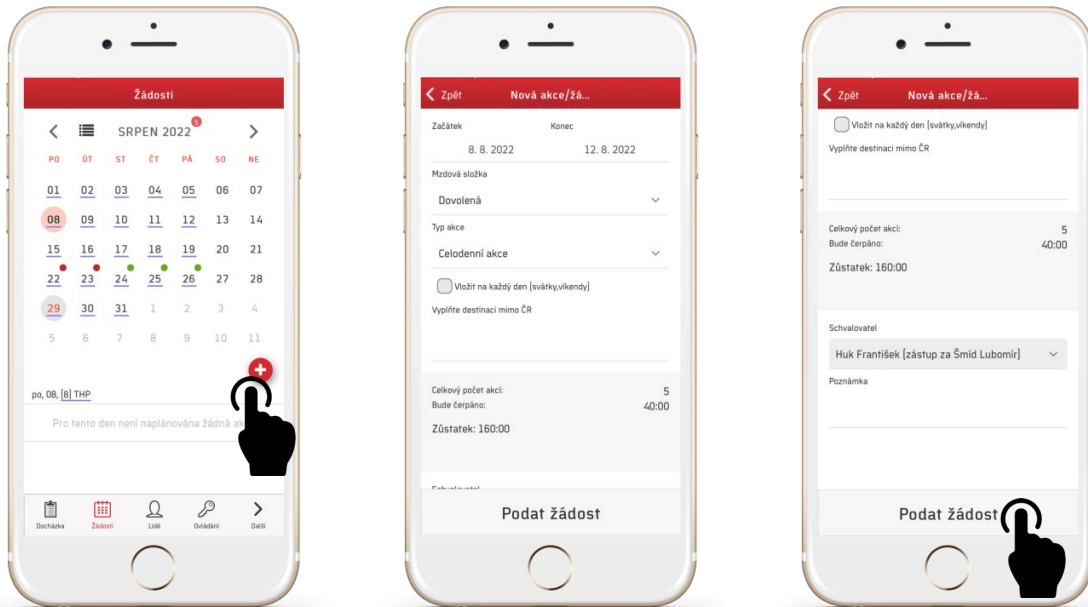 Žádosti
SRPEN 2022
5
PO ÚT ST ČT PÁ SO NE
01 02 03 04 05 06 07
08 09 10 11 12 13 14
15 16 17 18 19 20 21
22 23 24 25 26 27 28
29 30 31 1 2 3 4
5 6 7 8 9 10 11
po, 08, [8] THP
Pro tento den není naplánována žádná ak
Docházka Žádosti Lidé Ovládání Další
Zpět Nová akce/žá...
Začátek Konec
8. 8. 2022 12. 8. 2022
Mzdová složka
Dovolená
Typ akce
Celodenní akce
Vložit na každý den (svátky,víkendy)
Vyplňte destinaci mimo ČR
Celkový počet akcí: 5
Bude čerpáno: 40:00
Zůstatek: 160:00
Schvalovatel
Podat žádost
Zpět Nová akce/žá...
Vložit na každý den (svátky,víkendy)
Vyplňte destinaci mimo ČR
Celkový počet akcí: 5
Bude čerpáno: 40:00
Zůstatek: 160:00
Schvalovatel
Huk František (zástup za Šmíd Lubomír)
Poznámka
Podat žádost